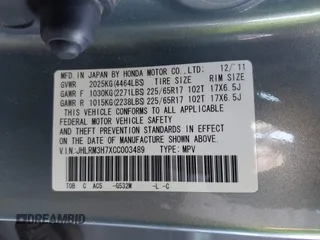 MFD. IN JAPAN BY HONDA MOTOR CO.,LTD. 12/'11
GVWR 2025KG(4464LBS) TIRE SIZE RIM SIZE
GAWR F 1030KG(2271LBS) 225/65R17 102T 17X6.5J
GAWR R 1015KG(2238LBS) 225/65R17 102T 17X6.5J
THIS VEHICLE CONFORMS TO ALL APPLICABLE
FEDERAL MOTOR VEHICLE SAFETY
AND THEFT PREVENTION STANDARDS IN EFFECT ON
THE DATE OF MANUFACTURE SHOWN ABOVE.
V.I.N.:JHLRM3H7XCC003489 TYPE: MPV
TOB C AC5 -G532M -L -C
DREAMBID